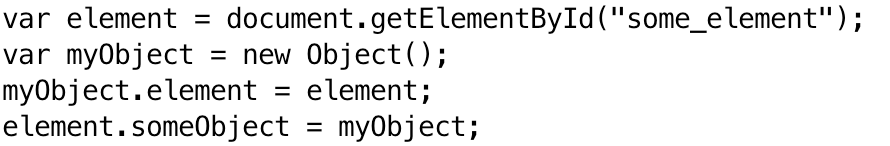 var element = document.getElementById("some_element");
var myObject = new Object();
myObject.element = element;
element.someObject = myObject;